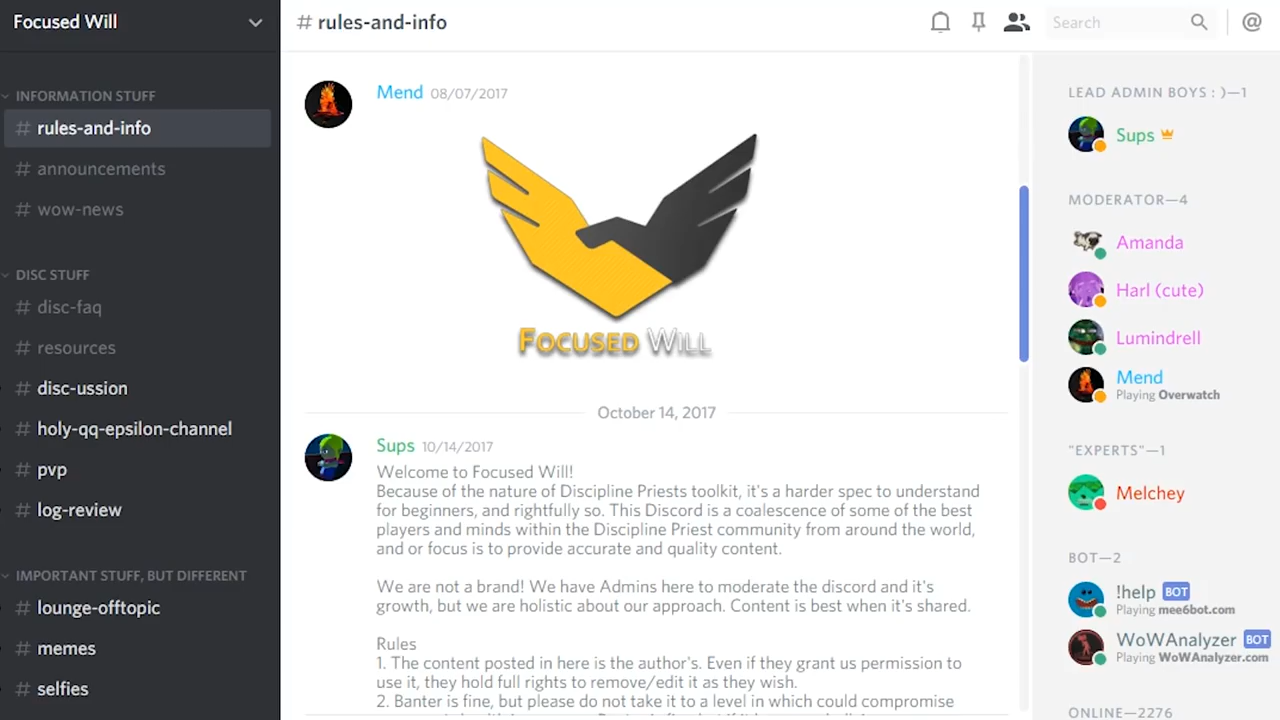 Focused Will
INFORMATION STUFF
# rules-and-info
# announcements
# wow-news
DISC STUFF
# disc-faq
# resources
# disc-ussion
# holy-qq-epsilon-channel
# pvp
# log-review
IMPORTANT STUFF, BUT DIFFERENT
# lounge-offtopic
# memes
# selfies
# rules-and-info
Search
@
Mend 08/07/2017
FOCUSED WILL
October 14, 2017
Sups 10/14/2017
Welcome to Focused Will!
Because of the nature of Discipline Priests toolkit, it's a harder spec to understand
for beginners, and rightfully so. This Discord is a coalescence of some of the best
players and minds within the Discipline Priest community from around the world,
and or focus is to provide accurate and quality content.
We are not a brand! We have Admins here to moderate the discord and it's
growth, but we are holistic about our approach. Content is best when it's shared.
Rules
1. The content posted in here is the author's. Even if they grant us permission to
use it, they hold full rights to remove/edit it as they wish.
2. Banter is fine, but please do not take it to a level in which could compromise
LEAD ADMIN BOYS : )—1
Sups
MODERATOR—4
Amanda
Harl (cute)
Lumindrell
Mend
Playing Overwatch
"EXPERTS"—1
Melchey
BOT—2
!help BOT
Playing mee6bot.com
WoWAnalyzer BOT
Playing WoWAnalyzer.com
ONLINE—2276